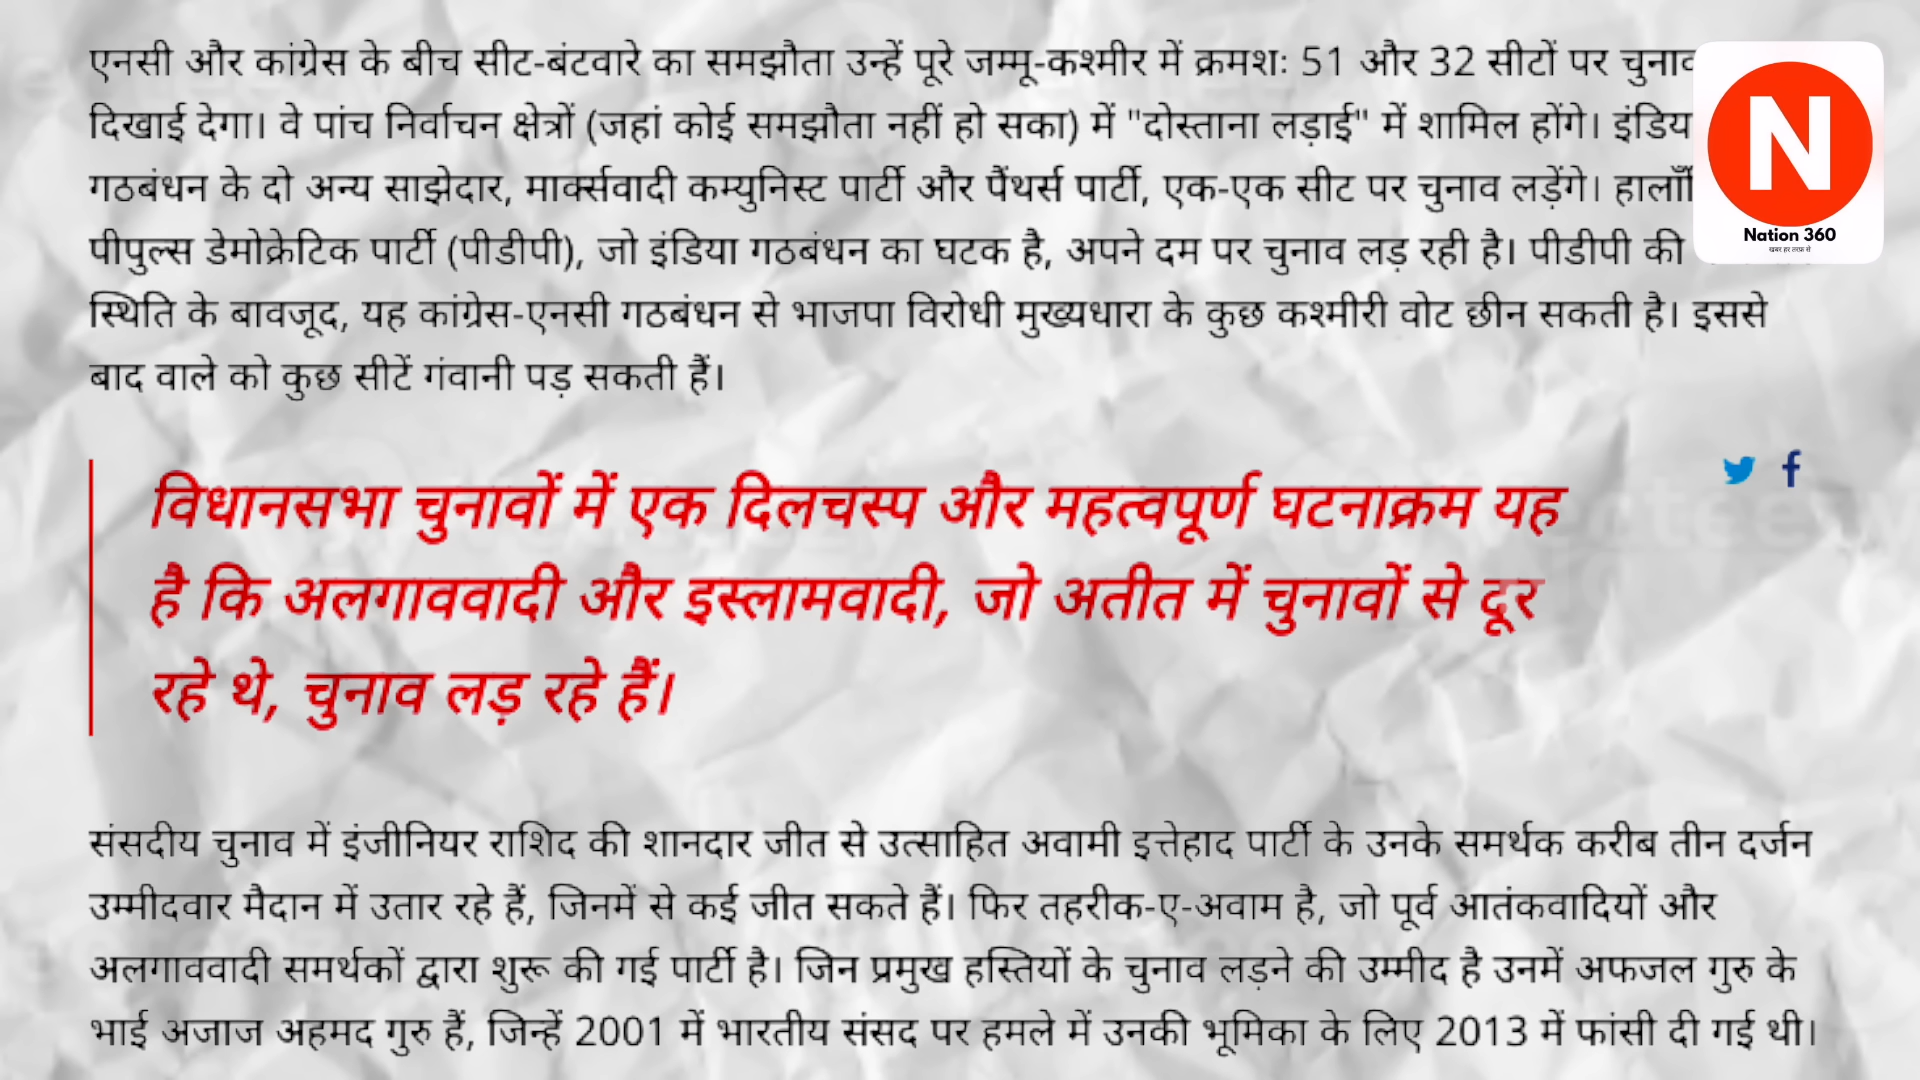 एनसी और कांग्रेस के बीच सीट-बंटवारे का समझौता उन्हें पूरे जम्मू-कश्मीर में क्रमशः 51 और 32 सीटों पर चुनाव
दिखाई देगा। वे पांच निर्वाचन क्षेत्रों (जहां कोई समझौता नहीं हो सका) में "दोस्ताना लड़ाई" में शामिल होंगे। इंडिय
गठबंधन के दो अन्य साझेदार, मार्क्सवादी कम्युनिस्ट पार्टी और पैंथर्स पार्टी, एक-एक सीट पर चुनाव लड़ेंगे।
पीपुल्स डेमोक्रेटिक पार्टी (पीडीपी), जो इंडिया गठबंधन का घटक है, अपने दम पर चुनाव लड़ रही है। पीडीपी की
स्थिति के बावजूद, यह कांग्रेस-एनसी गठबंधन से भाजपा विरोधी मुख्यधारा के कुछ कश्मीरी वोट छीन सकती है। इससे
बाद वाले को कुछ सीटें गंवानी पड़ सकती हैं।
N
Nation 360
खबर हर तरफ से
विधानसभा चुनावों में एक दिलचस्प और महत्वपूर्ण घटनाक्रम यह
है कि अलगाववादी और इस्लामवादी, जो अतीत में चुनावों से दूर
रहे थे, चुनाव लड़ रहे हैं।
संसदीय चुनाव में इंजीनियर राशिद की शानदार जीत से उत्साहित अवामी इत्तेहाद पार्टी के उनके समर्थक करीब तीन दर्जन
उम्मीदवार मैदान में उतार रहे हैं, जिनमें से कई जीत सकते हैं। फिर तहरीक-ए-अवाम है, जो पूर्व आतंकवादियों और
अलगाववादी समर्थकों द्वारा शुरू की गई पार्टी है। जिन प्रमुख हस्तियों के चुनाव लड़ने की उम्मीद है उनमें अफजल गुरु के
भाई अजाज अहमद गुरु हैं, जिन्हें 2001 में भारतीय संसद पर हमले में उनकी भूमिका के लिए 2013 में फांसी दी गई थी।